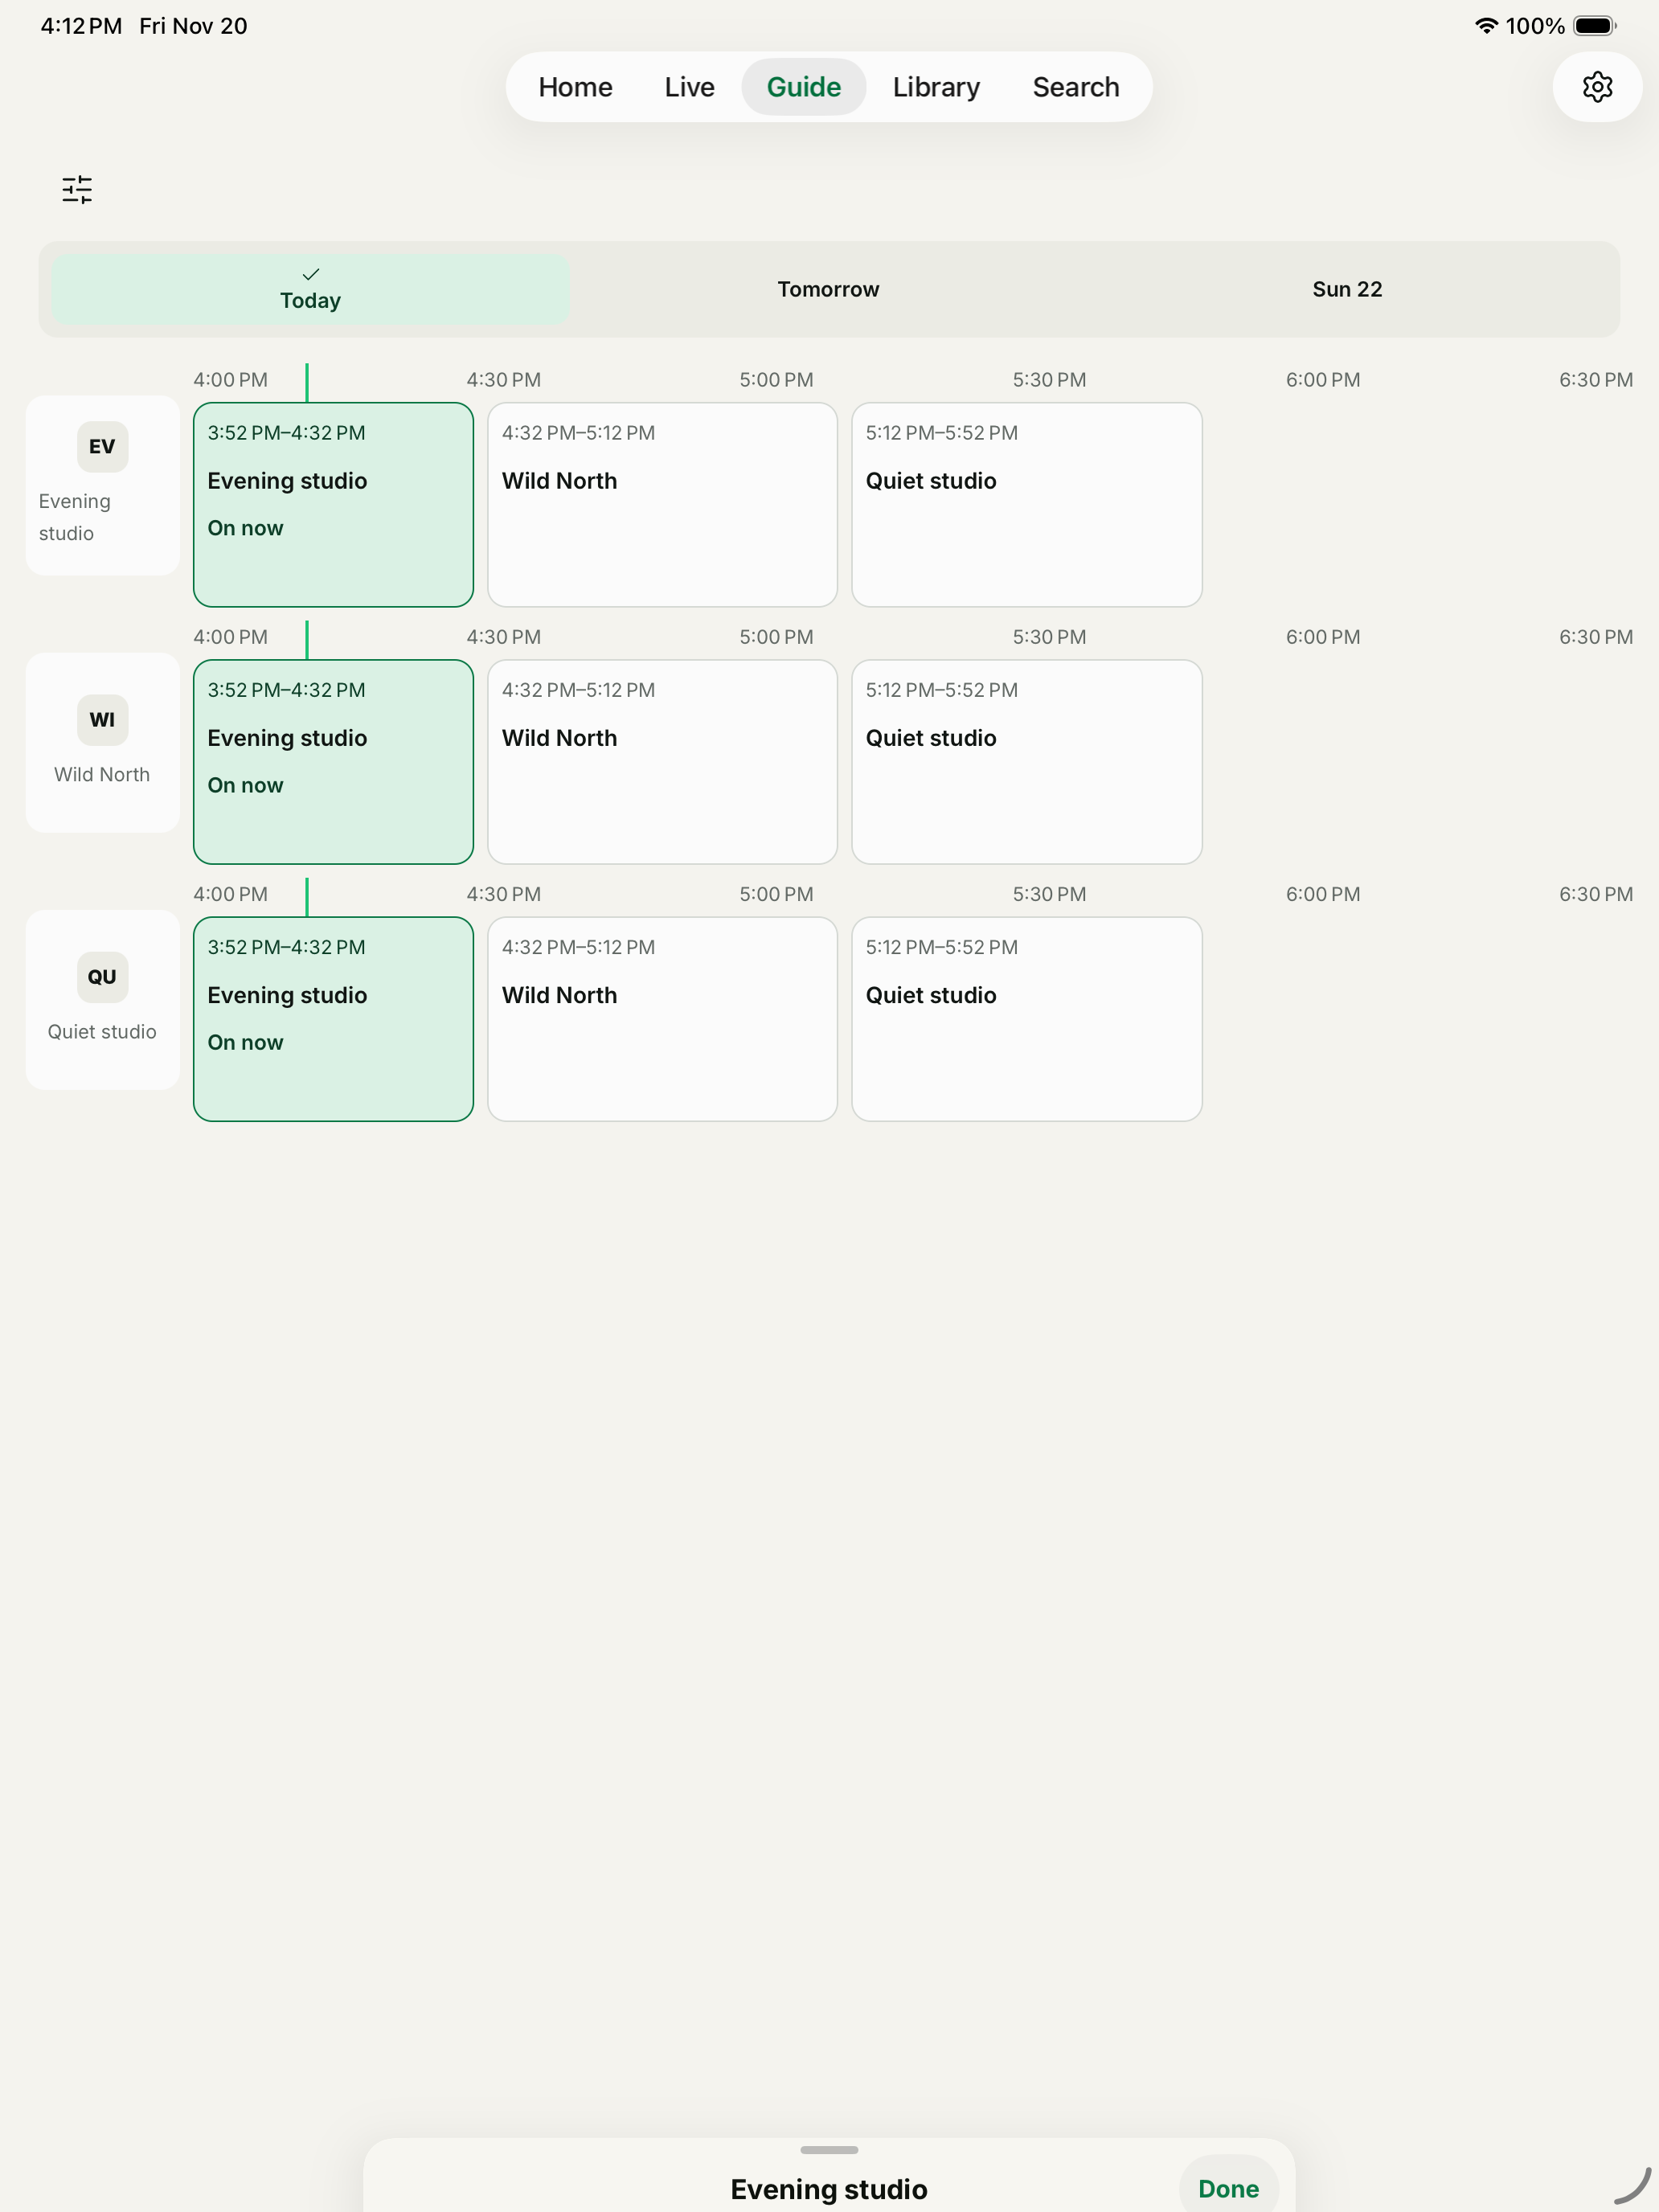 4:12 PM Fri Nov 20
100%
Home Live Guide Library Search
Today Tomorrow Sun 22
4:00 PM 4:30 PM 5:00 PM 5:30 PM 6:00 PM 6:30 PM
EV
Evening
studio
3:52 PM–4:32 PM
Evening studio
On now
4:32 PM–5:12 PM
Wild North
5:12 PM–5:52 PM
Quiet studio
4:00 PM 4:30 PM 5:00 PM 5:30 PM 6:00 PM 6:30 PM
WI
Wild North
3:52 PM–4:32 PM
Evening studio
On now
4:32 PM–5:12 PM
Wild North
5:12 PM–5:52 PM
Quiet studio
4:00 PM 4:30 PM 5:00 PM 5:30 PM 6:00 PM 6:30 PM
QU
Quiet studio
3:52 PM–4:32 PM
Evening studio
On now
4:32 PM–5:12 PM
Wild North
5:12 PM–5:52 PM
Quiet studio
Evening studio
Done